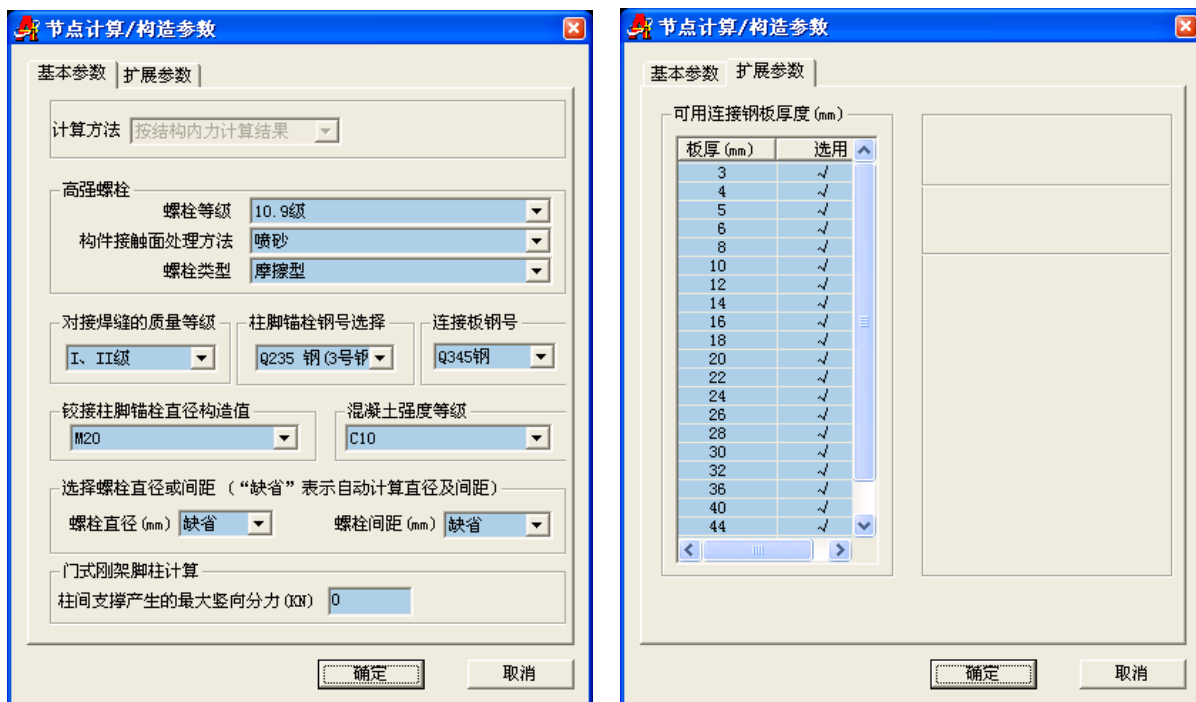 节点计算/构造参数
基本参数 扩展参数
计算方法 按结构内力计算结果
高强螺栓
螺栓等级 10.9级
构件接触面处理方法 喷砂
螺栓类型 摩擦型
对接焊缝的质量等级 柱脚锚栓钢号选择 连接板钢号
I、II级 Q235 钢(3号钢 Q345钢
铰接柱脚锚栓直径构造值 混凝土强度等级
M20 C10
选择螺栓直径或间距 (“缺省”表示自动计算直径及间距)
螺栓直径(mm) 缺省 螺栓间距(mm) 缺省
门式刚架脚柱计算
柱间支撑产生的最大竖向分力(KN) 0
确定 取消
节点计算/构造参数
基本参数 扩展参数
可用连接钢板厚度(mm)
板厚(mm) 选用
3 √
4 √
5 √
6 √
8 √
10 √
12 √
14 √
16 √
18 √
20 √
22 √
24 √
26 √
28 √
30 √
32 √
36 √
40 √
44 √
确定 取消